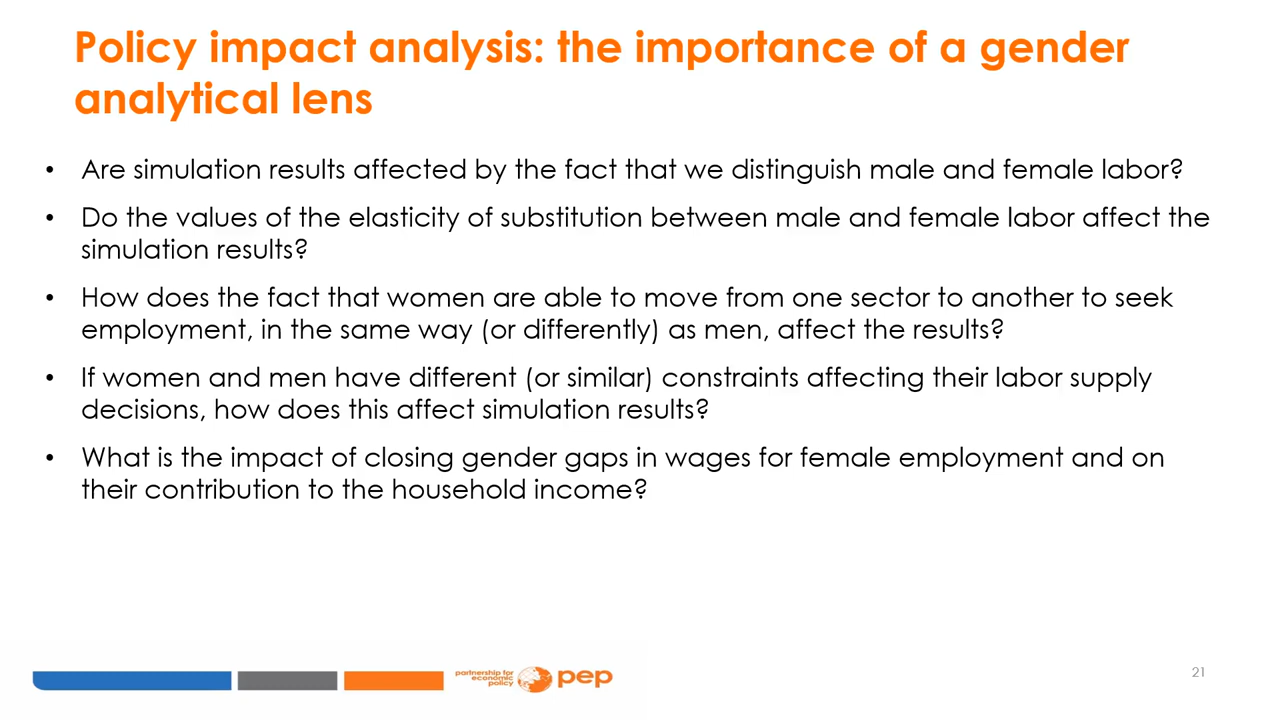 Policy impact analysis: the importance of a gender
analytical lens
• Are simulation results affected by the fact that we distinguish male and female labor?
• Do the values of the elasticity of substitution between male and female labor affect the
simulation results?
• How does the fact that women are able to move from one sector to another to seek
employment, in the same way (or differently) as men, affect the results?
• If women and men have different (or similar) constraints affecting their labor supply
decisions, how does this affect simulation results?
• What is the impact of closing gender gaps in wages for female employment and on
their contribution to the household income?
partnership for
economic
policy
pep
21